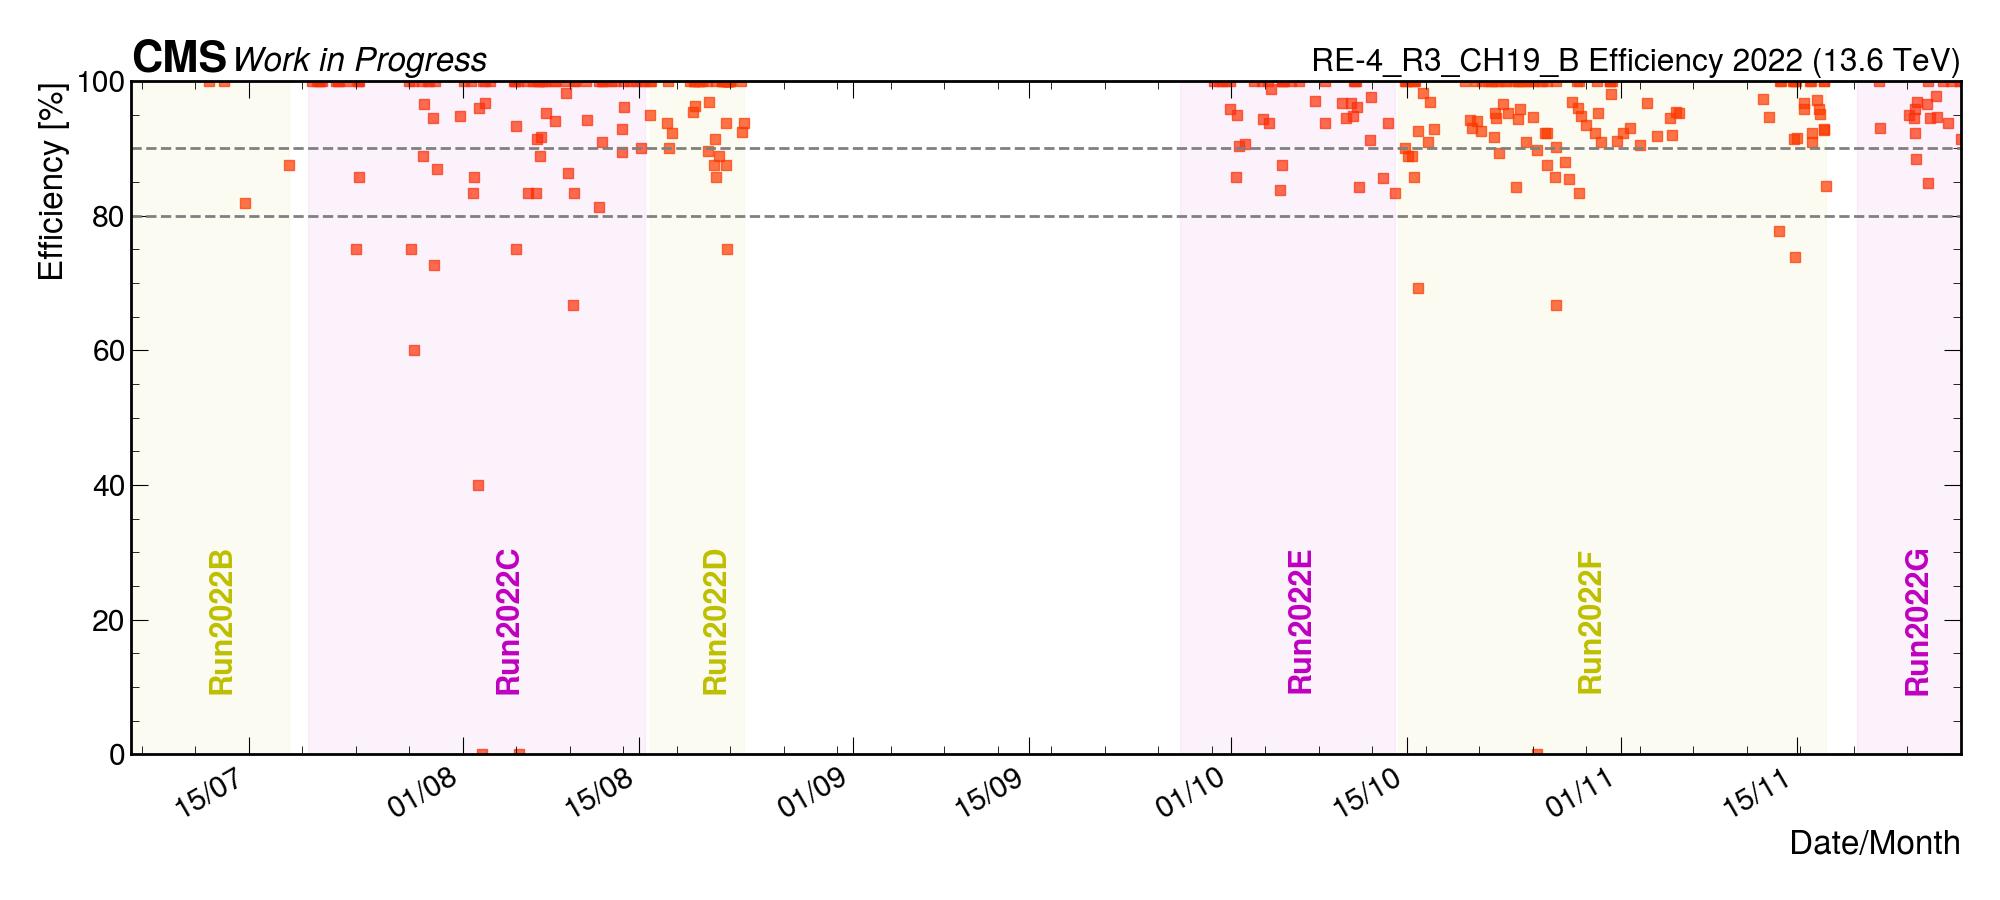 CMS Work in Progress
RE-4_R3_CH19_B Efficiency 2022 (13.6 TeV)
Efficiency [%]
100
80
60
40
20
0
Run2022B
Run2022C
Run2022D
Run2022E
Run2022F
Run2022G
15/07 01/08 15/08 01/09 15/09 01/10 15/10 01/11 15/11
Date/Month